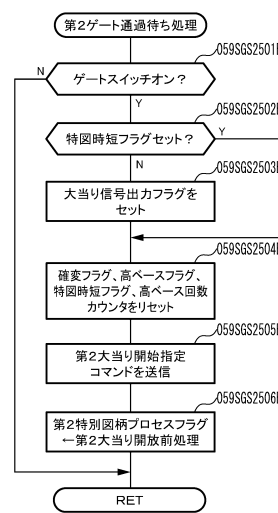 第2ゲート通過待ち処理
059SGS2501
N
ゲートスイッチオン？
Y
059SGS2502
特図時短フラグセット？
Y
N
059SGS2503
大当り信号出力フラグを
セット
059SGS2504
確変フラグ、高ベースフラグ、
特図時短フラグ、高ベース回数
カウンタをリセット
059SGS2505
第2大当り開始指定
コマンドを送信
059SGS2506
第2特別図柄プロセスフラグ
←第2大当り開放前処理
RET